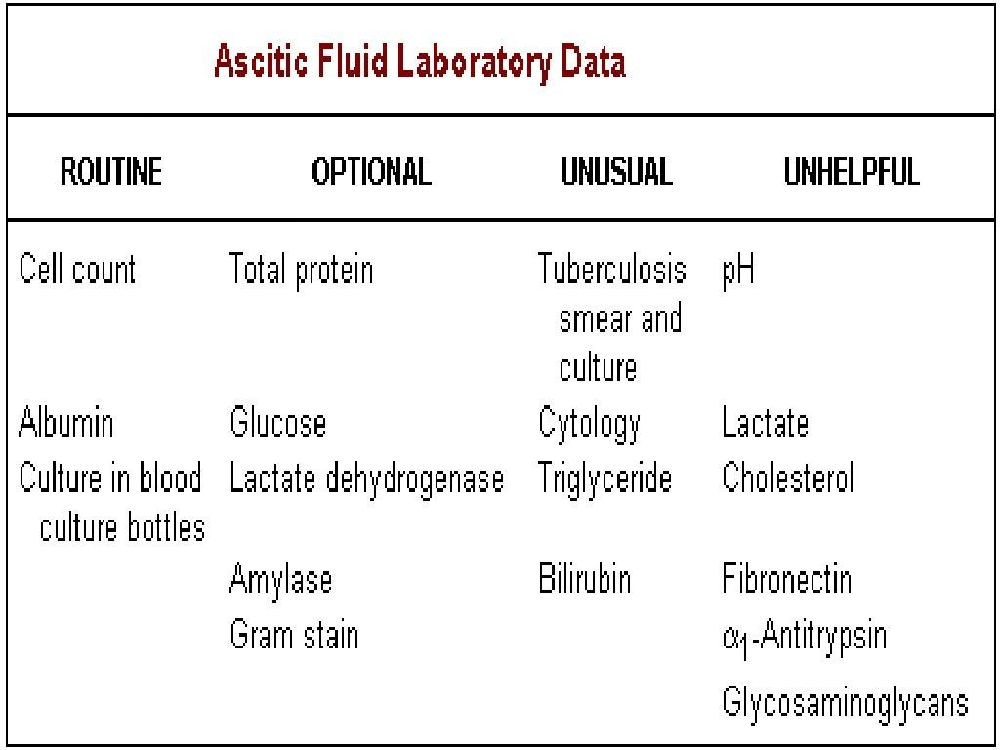 Ascitic Fluid Laboratory Data
ROUTINE OPTIONAL UNUSUAL UNHELPFUL
Cell count Total protein Tuberculosis pH
smear and
culture
Albumin Glucose Cytology Lactate
Culture in blood Lactate dehydrogenase Triglyceride Cholesterol
culture bottles
Amylase Bilirubin Fibronectin
Gram stain α1-Antitrypsin
Glycosaminoglycans